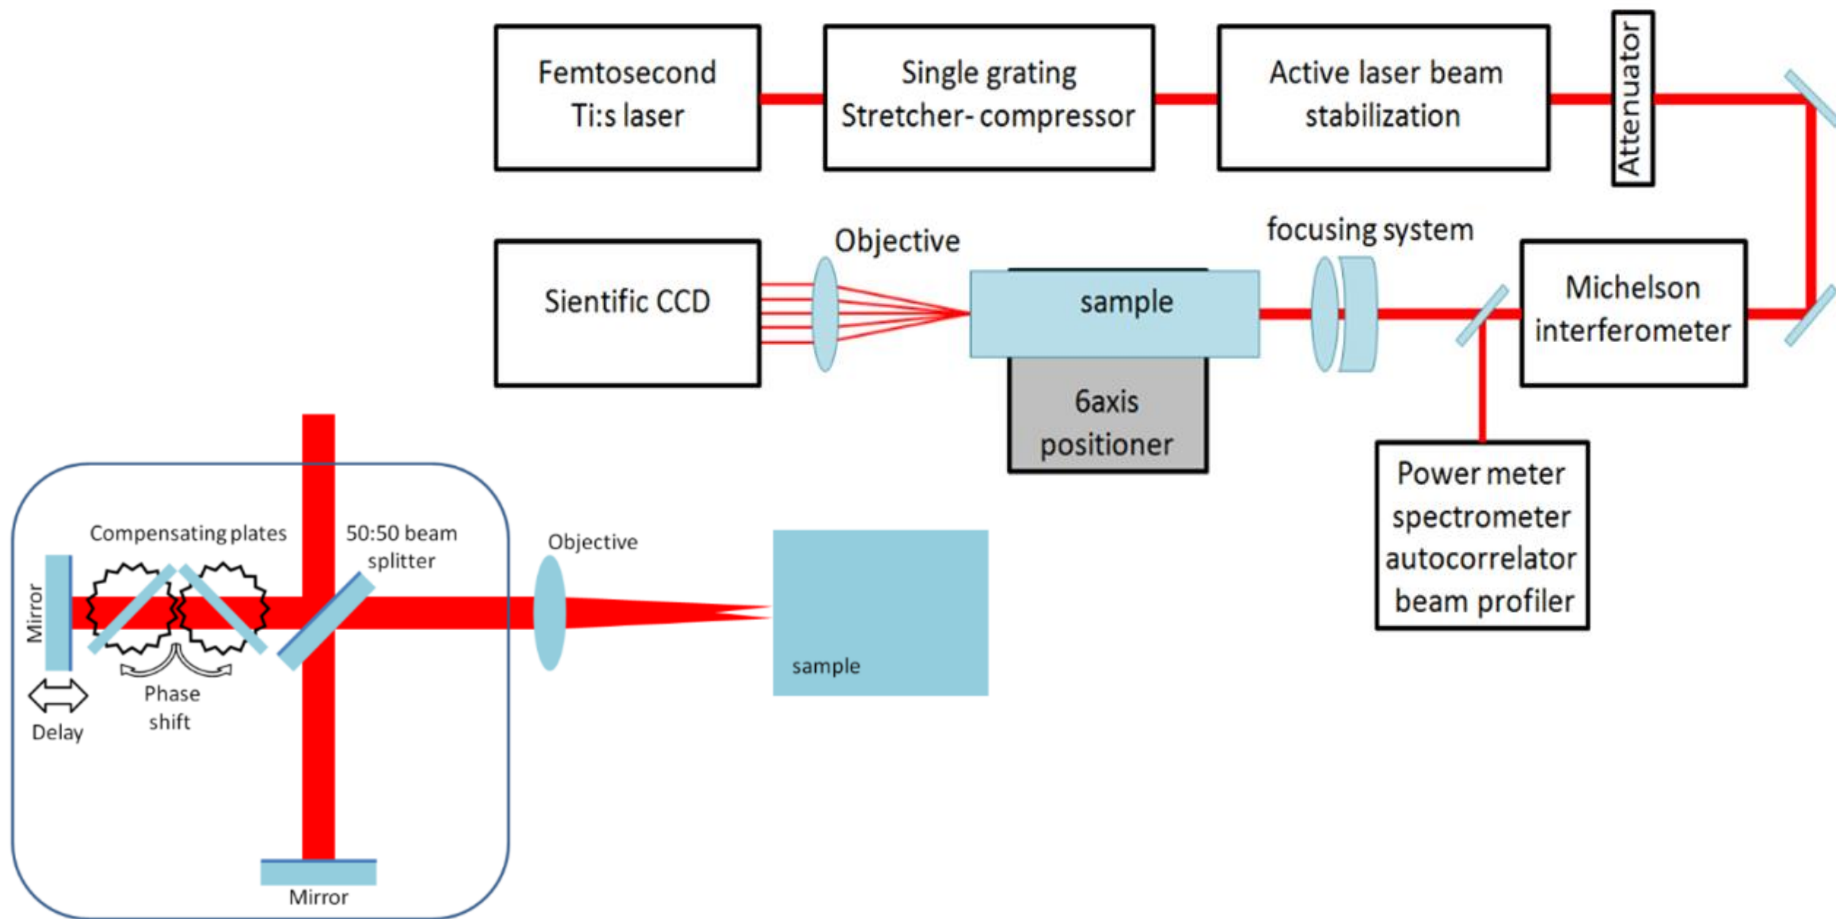 Femtosecond
Ti:s laser
Single grating
Stretcher- compressor
Active laser beam
stabilization
Attenuator
Sientific CCD
Objective
sample
6axis
positioner
focusing system
Michelson
interferometer
Power meter
spectrometer
autocorrelator
beam profiler
Compensating plates
50:50 beam
splitter
Mirror
Phase
shift
Delay
Mirror
Objective
sample